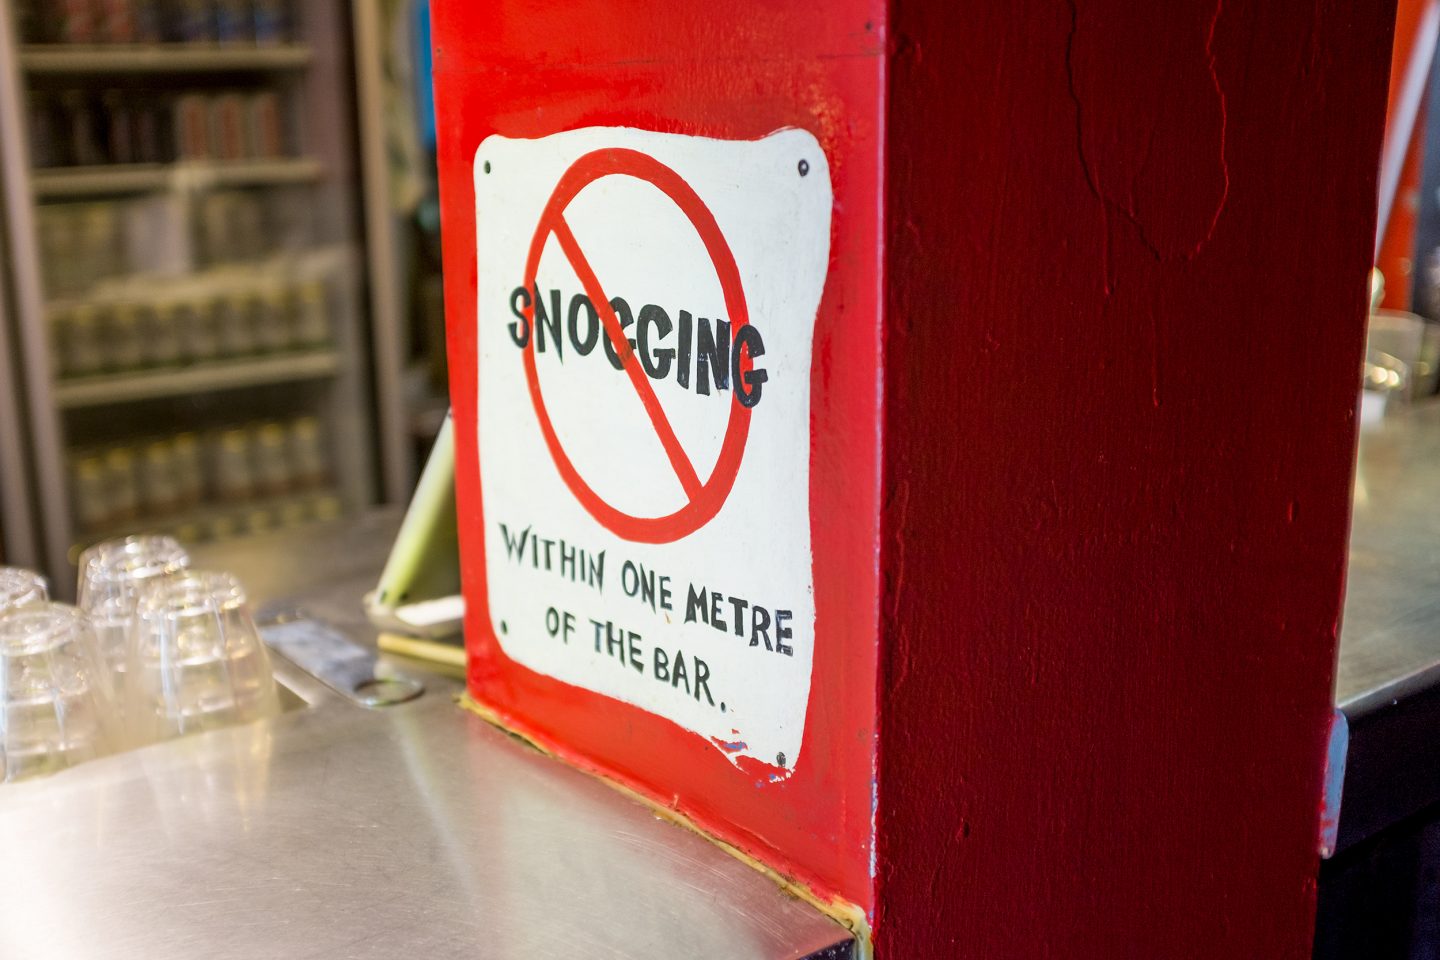 SNOGGING
WITHIN ONE METRE
OF THE BAR.